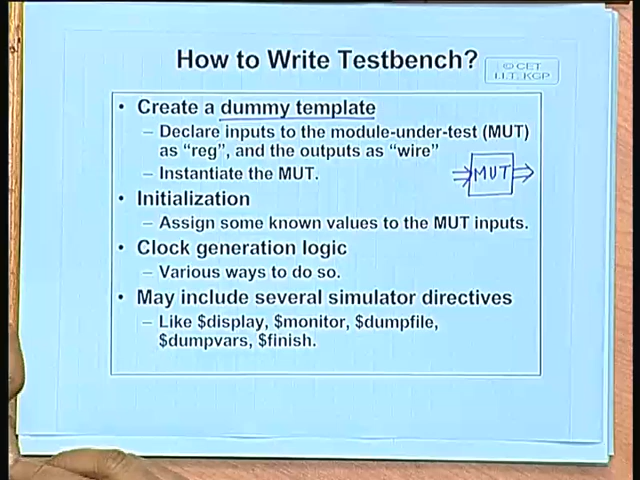 How to Write Testbench?
© CET
I.I.T. KGP
• Create a dummy template
– Declare inputs to the module-under-test (MUT)
as “reg”, and the outputs as “wire”
– Instantiate the MUT.
MUT
• Initialization
– Assign some known values to the MUT inputs.
• Clock generation logic
– Various ways to do so.
• May include several simulator directives
– Like $display, $monitor, $dumpfile,
$dumpvars, $finish.